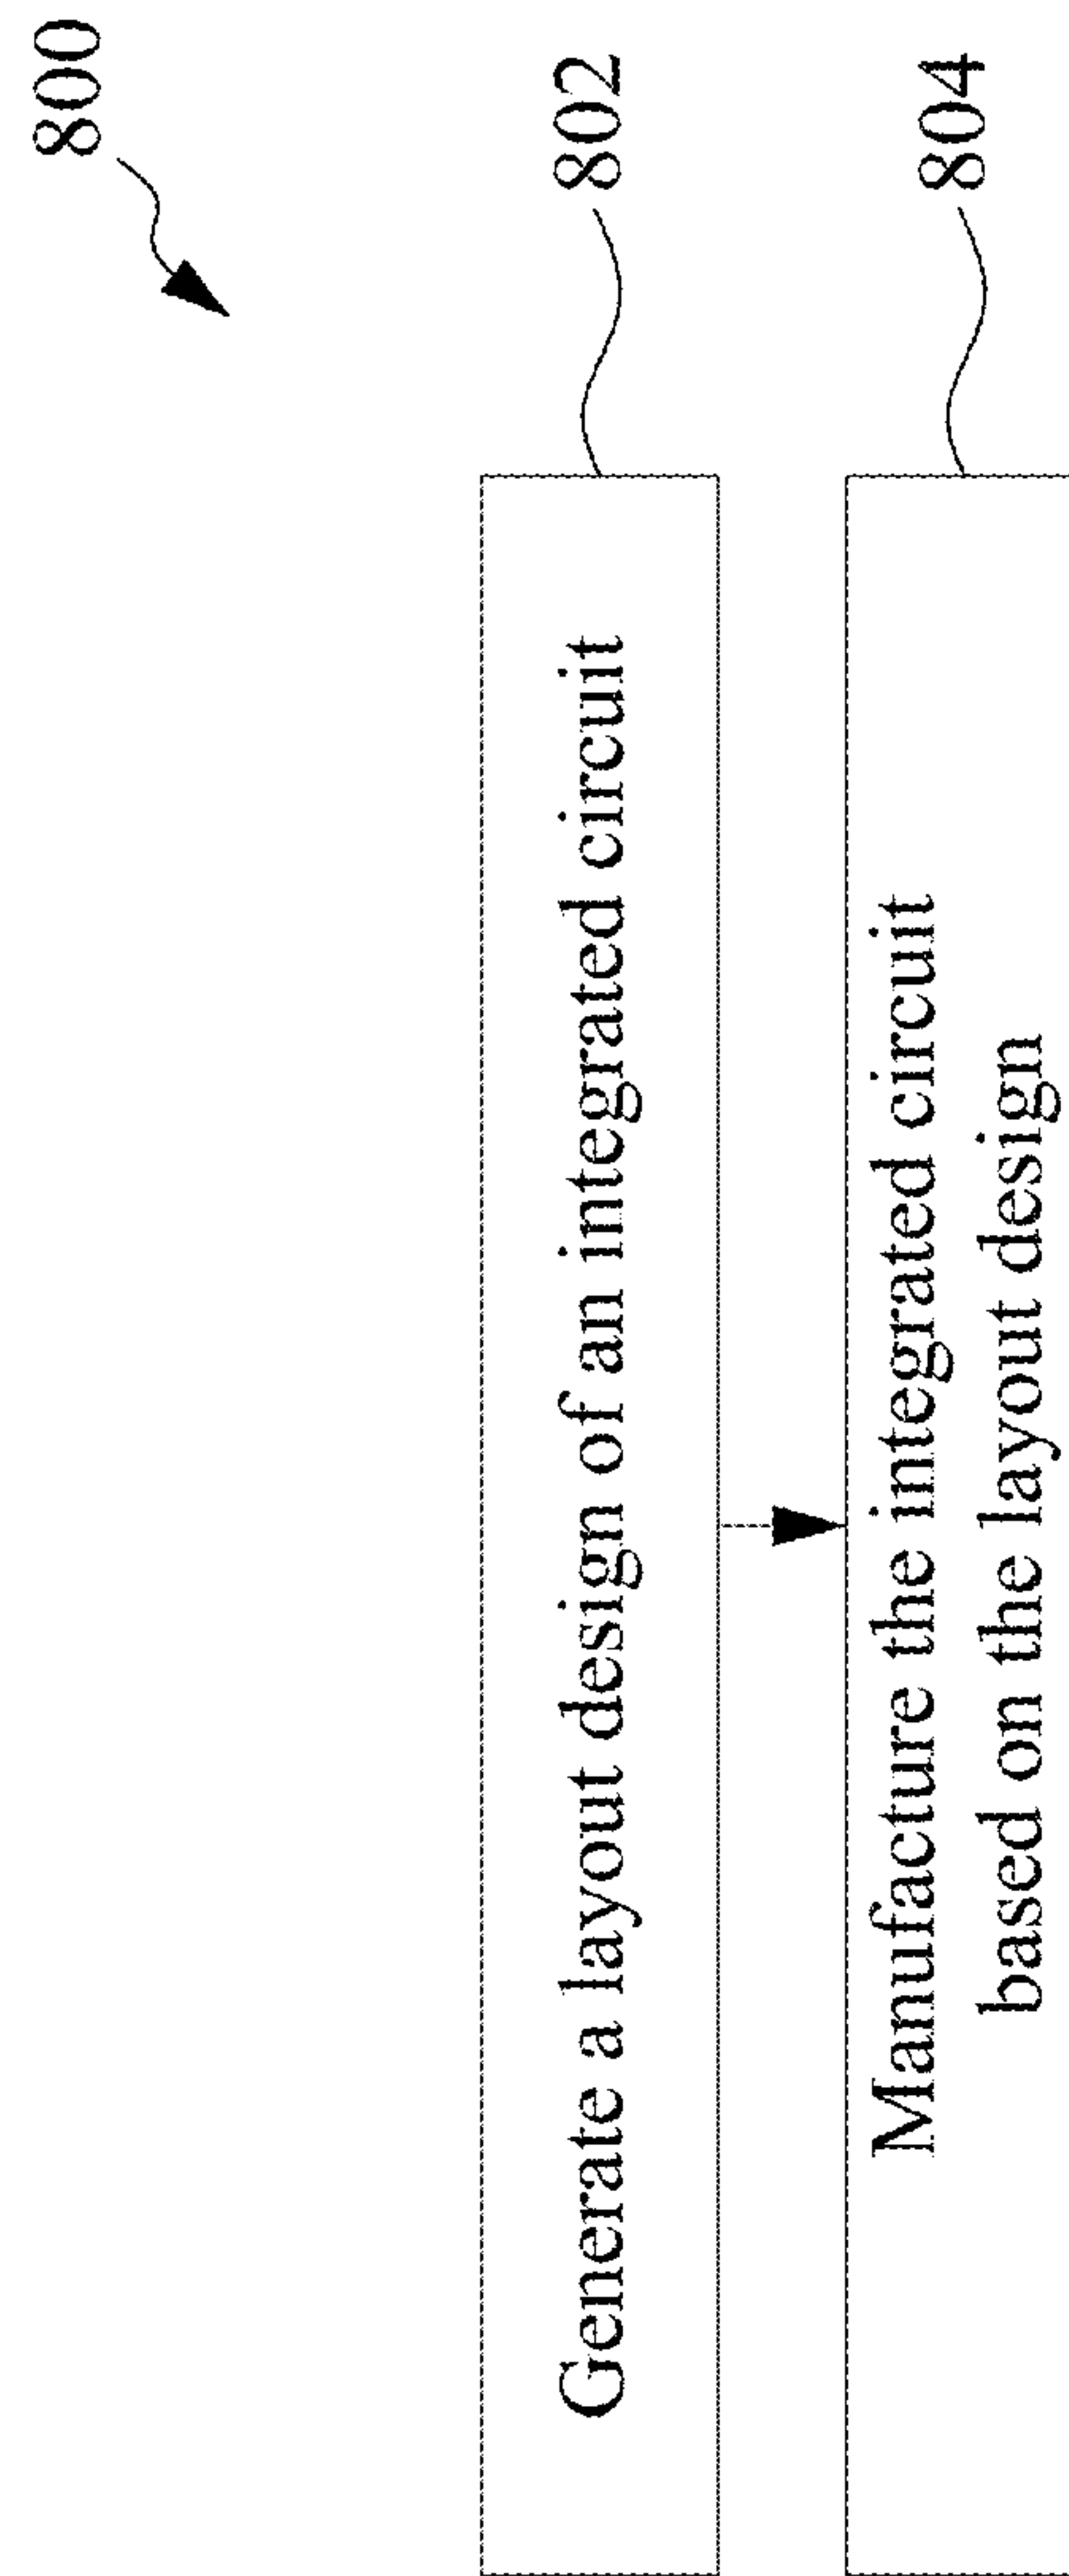 800
802
Generate a layout design of an integrated circuit
804
Manufacture the integrated circuit
based on the layout design